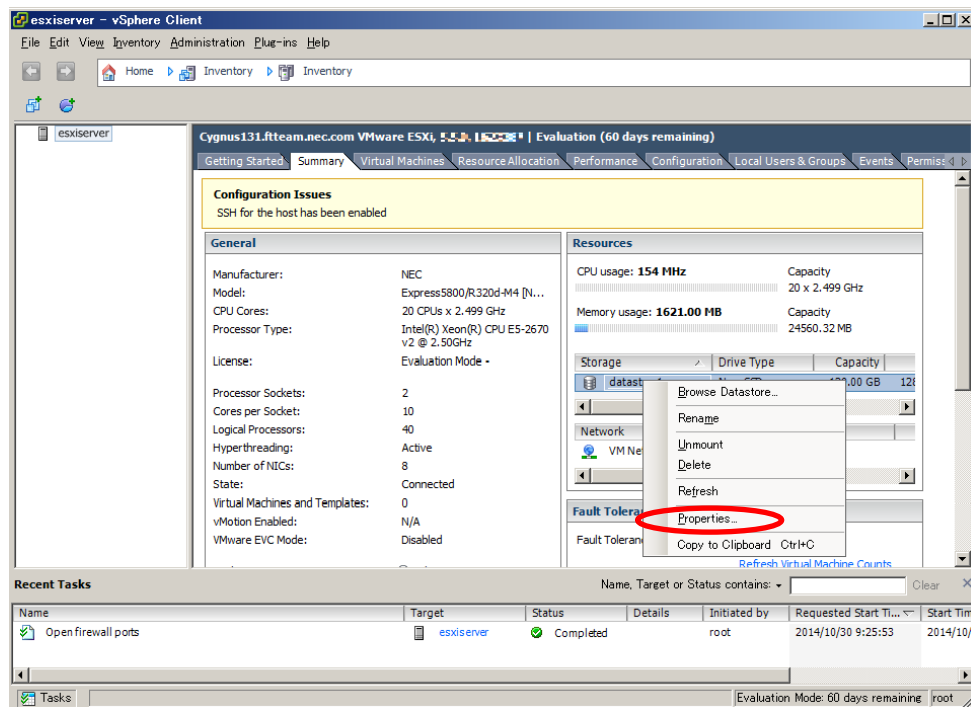 esxiserver - vSphere Client
File Edit View Inventory Administration Plug-ins Help
Home Inventory Inventory
esxiserver
Cygnus131.ftteam.nec.com VMware ESXi, | Evaluation (60 days remaining)
Getting Started Summary Virtual Machines Resource Allocation Performance Configuration Local Users & Groups Events
Configuration Issues
SSH for the host has been enabled
General
Manufacturer: NEC
Model: Express5800/R320d-M4 [N...
CPU Cores: 20 CPUs x 2.499 GHz
Processor Type: Intel(R) Xeon(R) CPU E5-2670
v2 @ 2.50GHz
License: Evaluation Mode -
Processor Sockets: 2
Cores per Socket: 10
Logical Processors: 40
Hyperthreading: Active
Number of NICs: 8
State: Connected
Virtual Machines and Templates: 0
vMotion Enabled: N/A
VMware EVC Mode: Disabled
Resources
CPU usage: 154 MHz Capacity
20 x 2.499 GHz
Memory usage: 1621.00 MB Capacity
24560.32 MB
Storage Drive Type Capacity
Browse Datastore...
Rename
Unmount
Delete
Refresh
Properties...
Copy to Clipboard Ctrl+C
Network
Refresh Virtual Machine Counts
Recent Tasks Name, Target or Status contains: Clear
Name Target Status Details Initiated by Requested Start Ti...
Open firewall ports esxiserver Completed root 2014/10/30 9:25:53
Tasks Evaluation Mode: 60 days remaining root